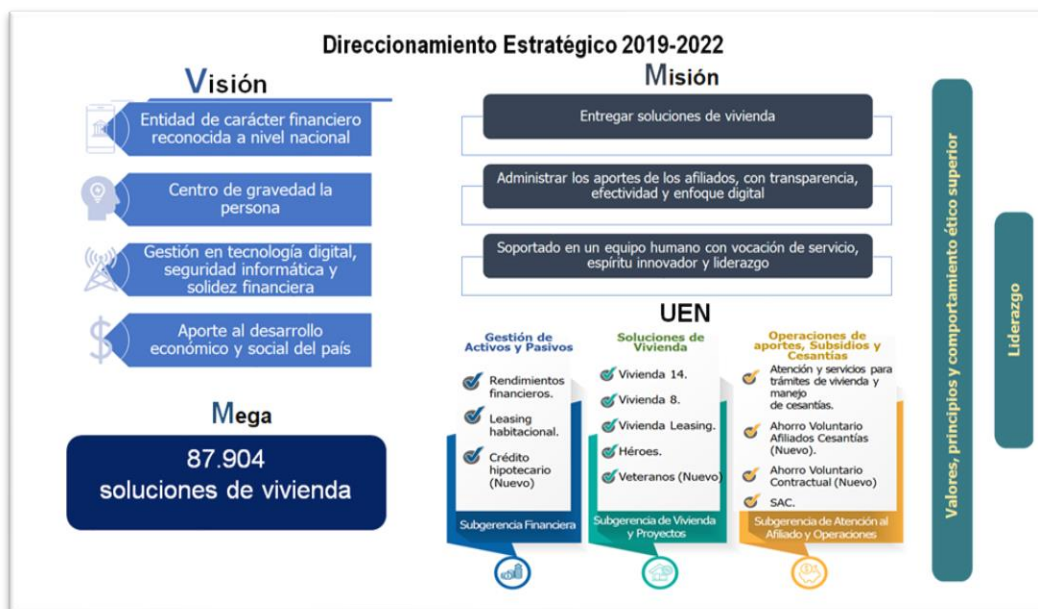 Direccionamiento Estratégico 2019-2022
Visión
Entidad de carácter financiero
reconocida a nivel nacional
Centro de gravedad la
persona
Gestión en tecnología digital,
seguridad informática y
solidez financiera
Aporte al desarrollo
económico y social del país
Mega
87.904
soluciones de vivienda
Misión
Entregar soluciones de vivienda
Administrar los aportes de los afiliados, con transparencia,
efectividad y enfoque digital
Soportado en un equipo humano con vocación de servicio,
espíritu innovador y liderazgo
UEN
Gestión de
Activos y Pasivos
Rendimientos
financieros.
Leasing
habitacional.
Crédito
hipotecario
(Nuevo)
Subgerencia Financiera
Soluciones de
Vivienda
Vivienda 14.
Vivienda 8.
Vivienda Leasing.
Héroes.
Veteranos (Nuevo)
Subgerencia de Vivienda
y Proyectos
Operaciones de
aportes, Subsidios y
Cesantías
Atención y servicios para
trámites de vivienda y
manejo
de cesantías.
Ahorro Voluntario
Afiliados Cesantías
(Nuevo).
Ahorro Voluntario
Contractual (Nuevo)
SAC.
Subgerencia de Atención al
Afiliado y Operaciones
Valores, principios y comportamiento ético superior
Liderazgo